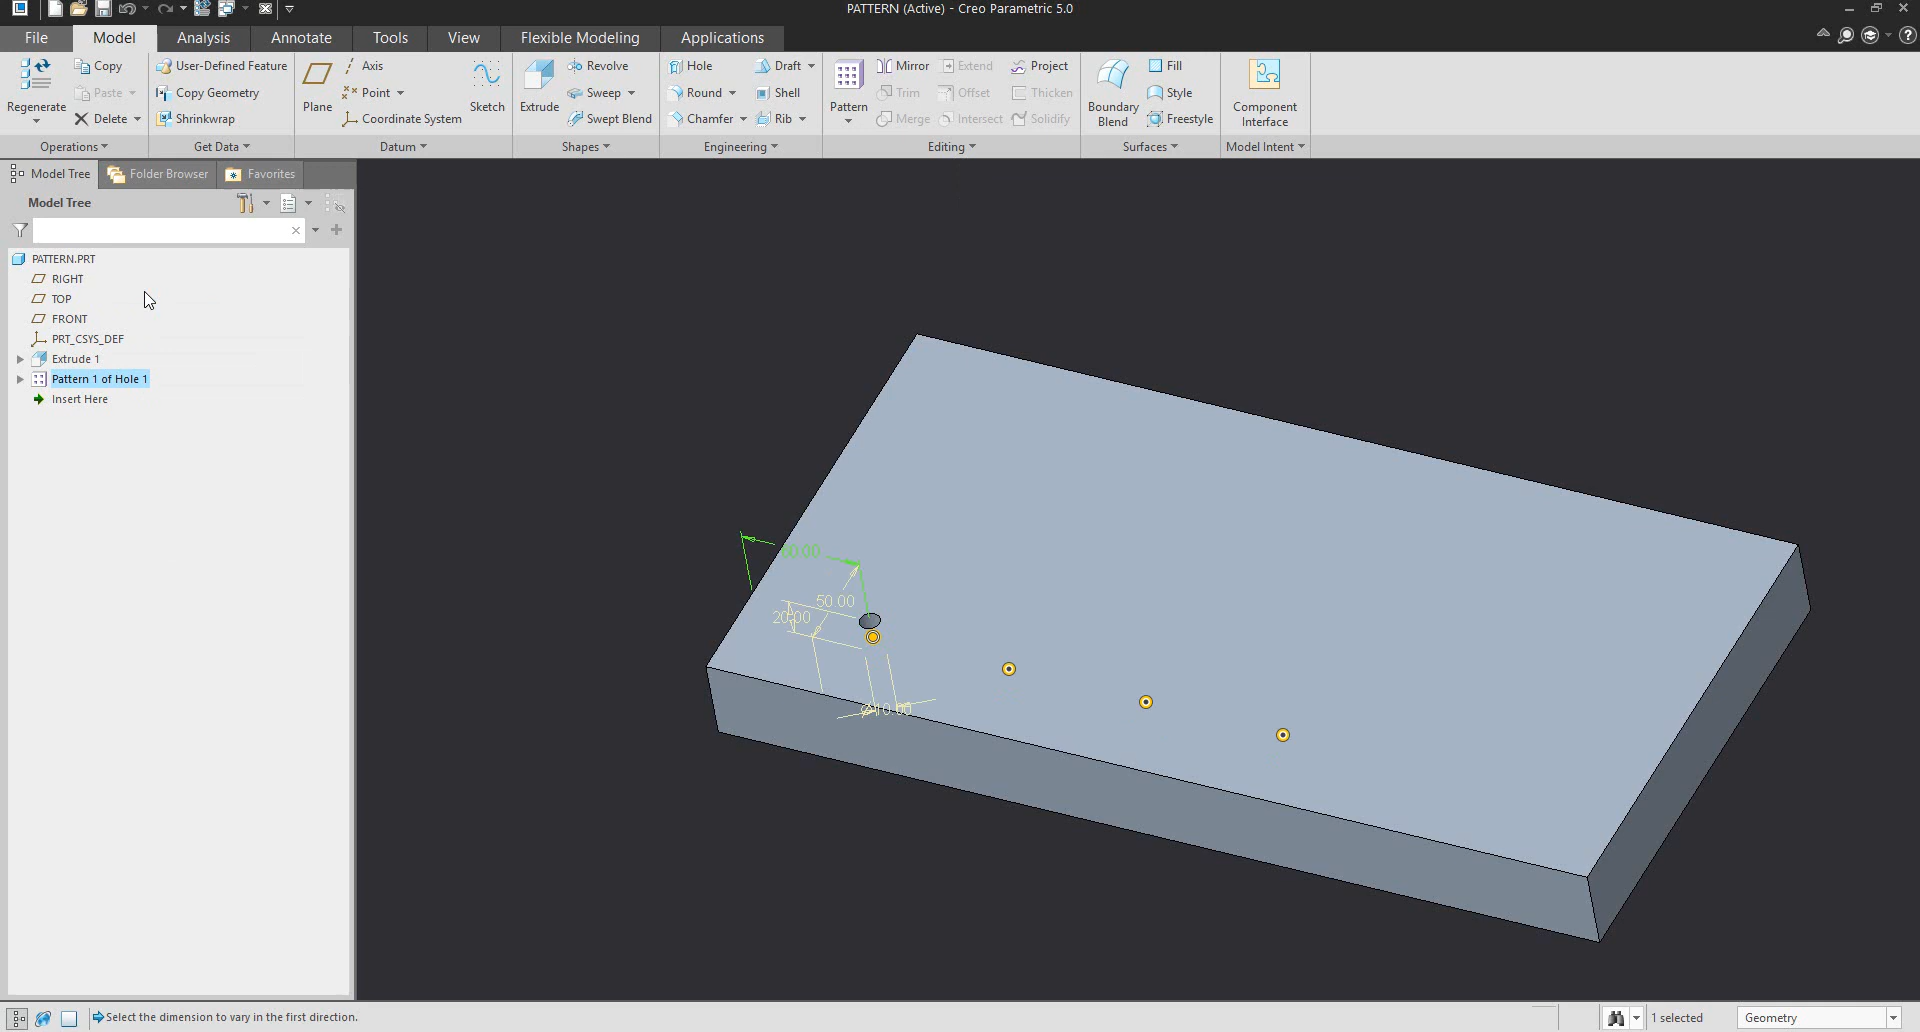 PATTERN (Active) - Creo Parametric 5.0
File Model Analysis Annotate Tools View Flexible Modeling Applications
Regenerate
Copy
Paste
Delete
Operations
User-Defined Feature
Copy Geometry
Shrinkwrap
Get Data
Plane
Axis
Point
Coordinate System
Sketch
Datum
Extrude
Revolve
Sweep
Swept Blend
Shapes
Hole
Round
Chamfer
Draft
Shell
Rib
Engineering
Pattern
Mirror
Trim
Merge
Extend
Offset
Intersect
Project
Thicken
Solidify
Editing
Boundary
Blend
Fill
Style
Freestyle
Surfaces
Component
Interface
Model Intent
Model Tree Folder Browser Favorites
Model Tree
PATTERN.PRT
RIGHT
TOP
FRONT
PRT_CSYS_DEF
Extrude 1
Pattern 1 of Hole 1
Insert Here
50.00
20.00
Select the dimension to vary in the first direction.
1 selected
Geometry